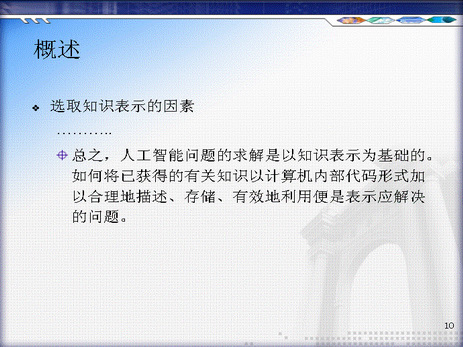 概述
选取知识表示的因素
………..
总之，人工智能问题的求解是以知识表示为基础的。
如何将已获得的有关知识以计算机内部代码形式加
以合理地描述、存储、有效地利用便是表示应解决
的问题。
10